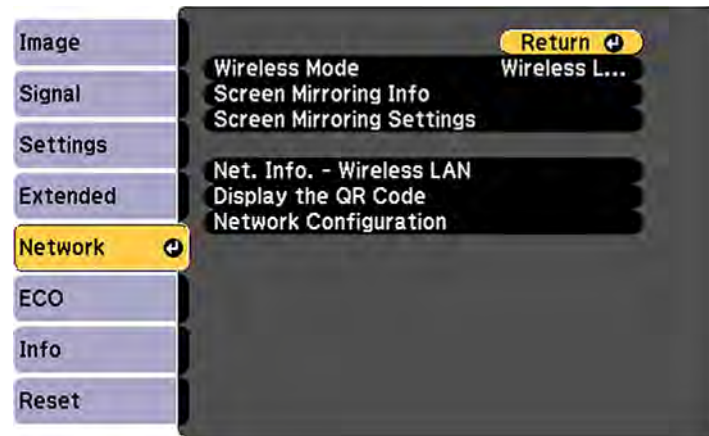 Image
Signal
Settings
Extended
Network
ECO
Info
Reset
Return
Wireless Mode Wireless L...
Screen Mirroring Info
Screen Mirroring Settings
Net. Info. - Wireless LAN
Display the QR Code
Network Configuration